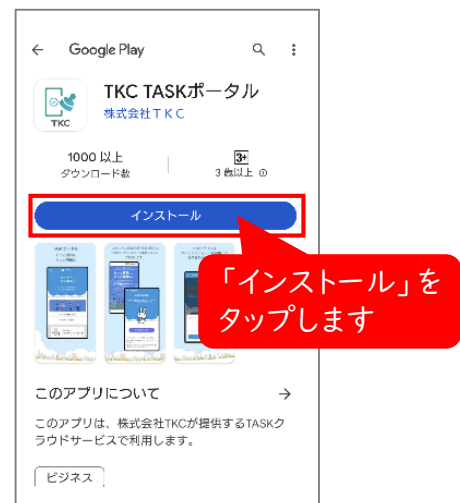 Google Play
TKC TASKポータル
株式会社TKC
TKC
1000 以上
ダウンロード数
3+
3 歳以上
インストール
「インストール」を
タップします
このアプリについて
このアプリは、株式会社TKCが提供するTASKク
ラウドサービスで利用します。
ビジネス